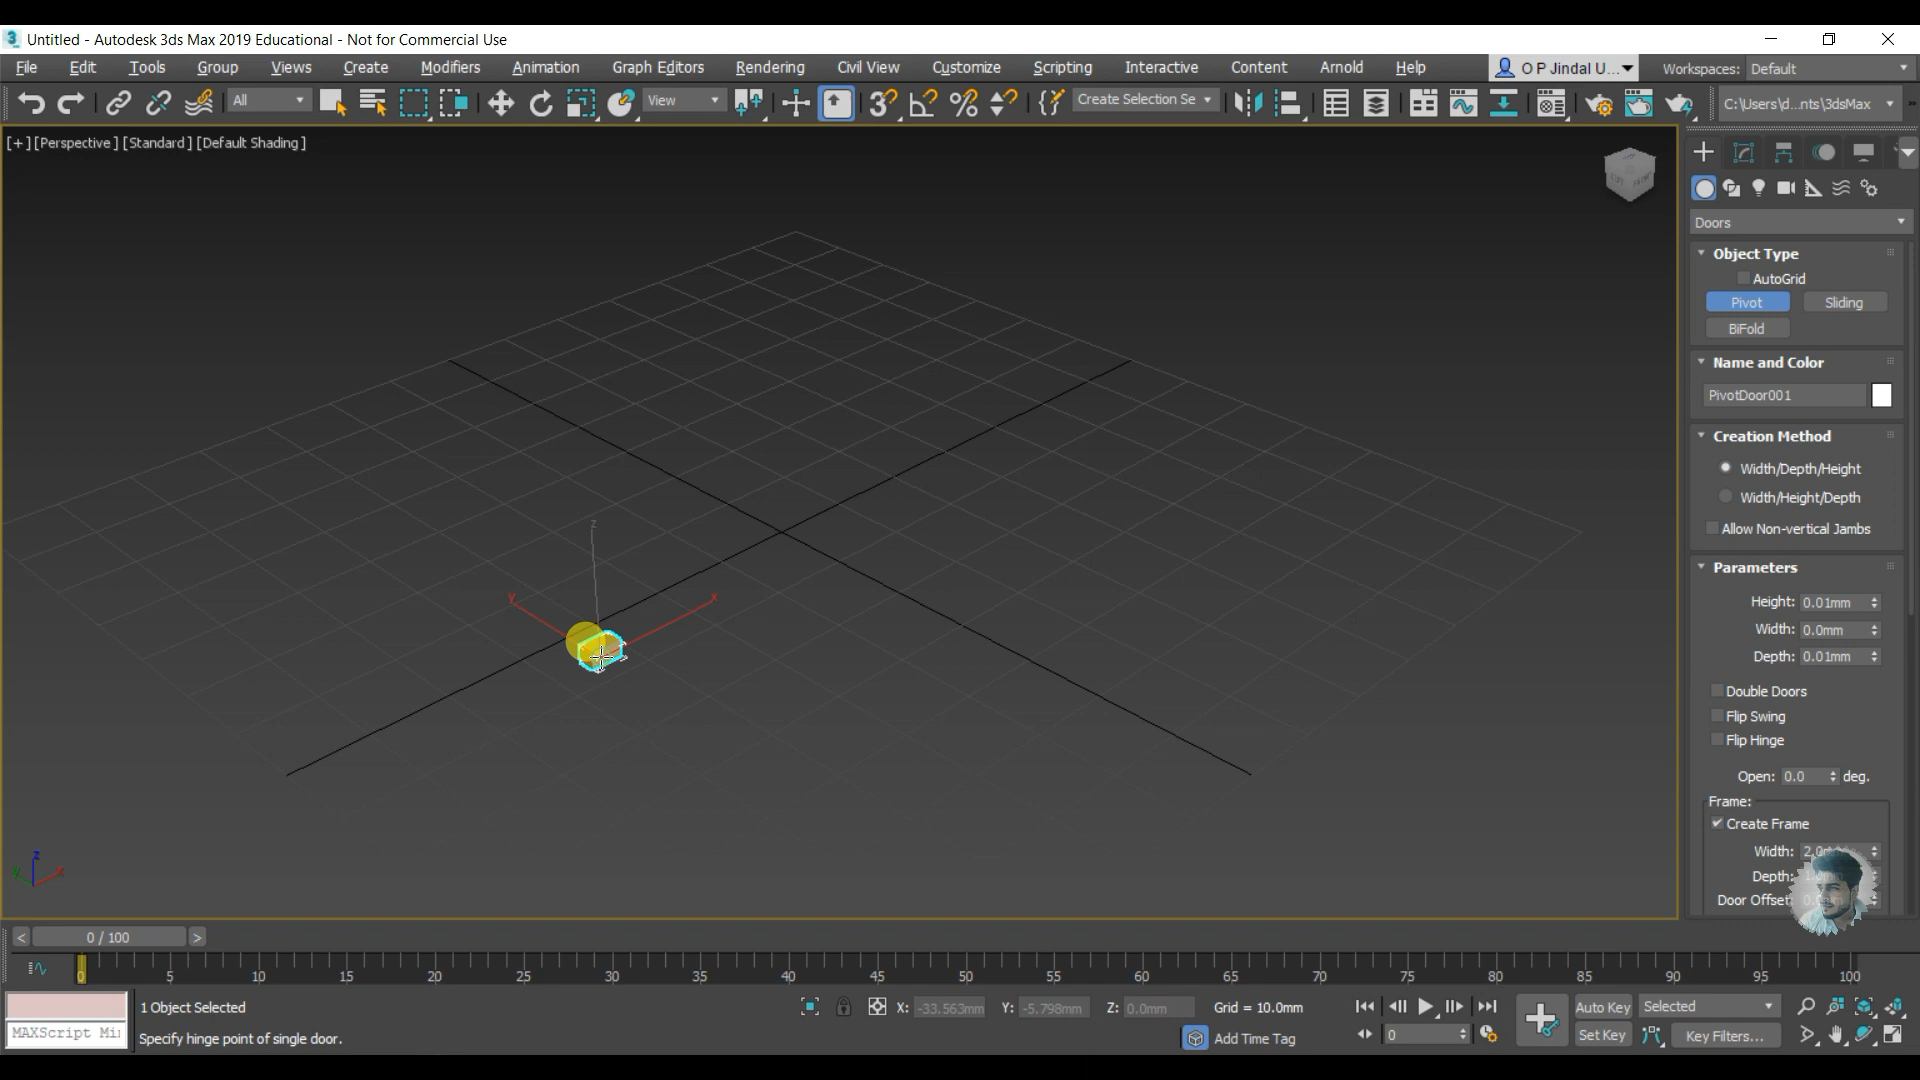 Untitled - Autodesk 3ds Max 2019 Educational - Not for Commercial Use
File Edit Tools Group Views Create Modifiers Animation Graph Editors Rendering Civil View Customize Scripting Interactive Content Arnold Help O P Jindal U... Workspaces: Default
All View Create Selection Se C:\Users\d...nts\3dsMax
[+] [Perspective] [Standard] [Default Shading]
Doors
Object Type
AutoGrid
Pivot Sliding
BiFold
Name and Color
PivotDoor001
Creation Method
Width/Depth/Height
Width/Height/Depth
Allow Non-vertical Jambs
Parameters
Height: 0.01mm
Width: 0.0mm
Depth: 0.01mm
Double Doors
Flip Swing
Flip Hinge
Open: 0.0 deg.
Frame:
Create Frame
Width:
Depth:
Door Offset:
z
y x
z
y x
< 0 / 100 >
0 5 10 15 20 25 30 35 40 45 50 55 60 65 70 75 80 85 90 95 100
1 Object Selected X: -33.563mm Y: -5.798mm Z: 0.0mm Grid = 10.0mm Auto Key Selected
MAXScript Mi Specify hinge point of single door. Add Time Tag 0 Set Key Key Filters...